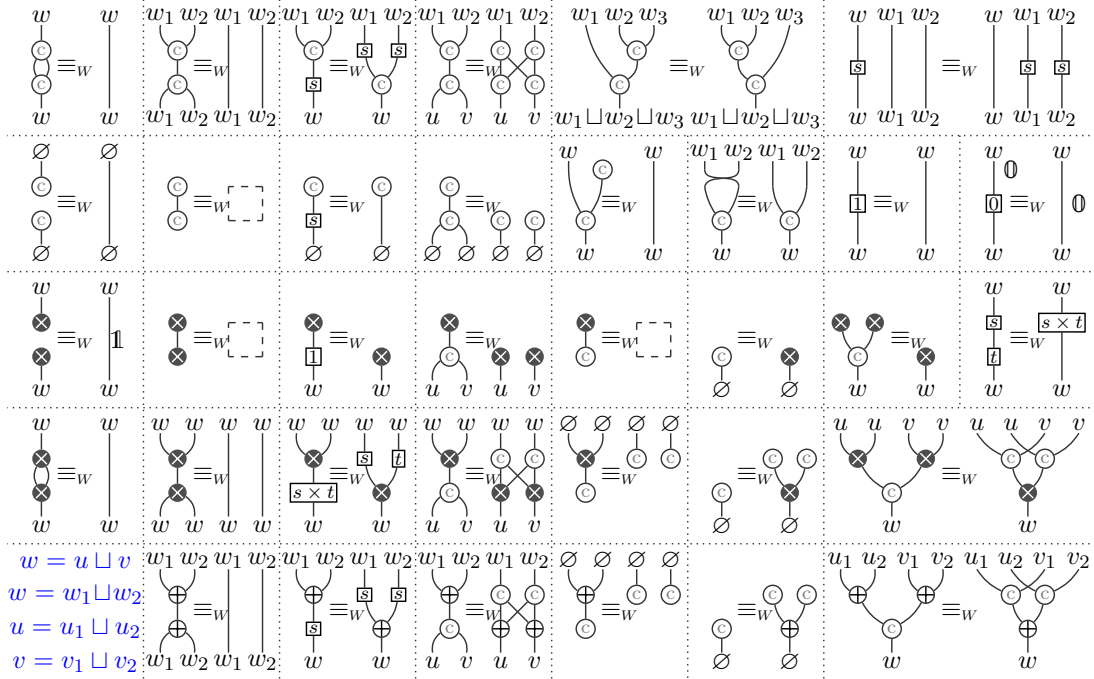 w w w₁ w₂ w₁ w₂ w₁ w₂ w₁ w₂ w₁ w₂ w₁ w₂ w₃ w₁ w₂ w₃ w w₁ w₂ w w₁ w₂
C C ≡W C C ≡W C s ≡W s s C C C ≡W C C C C ≡W C C s ≡W s s
w w w₁ w₂ w₁ w₂ w w u v u v w₁⊔w₂⊔w₃ w₁⊔w₂⊔w₃ w w₁ w₂ w w₁ w₂
∅ ∅ w w w₁ w₂ w₁ w₂ w w w w
C C ≡W C C ≡W C s ≡W C C C ≡W C C C C ≡W C ≡W C 1 ≡W 𝟘 0 ≡W 𝟘
∅ ∅ ∅ ∅ ∅ ∅ ∅ ∅ w w w w w w w w
w w w w
× × ≡W 𝟙 × × ≡W × 1 ≡W × × C ≡W × × × C ≡W C ≡W × × × C ≡W × s t ≡W s × t
w w w w u v u v ∅ ∅ w w w w
w w w w w w w w w w w w w w ∅ ∅ ∅ ∅ u u v v u u v v
× × ≡W × × ≡W × s × t ≡W s t × × C ≡W C C × × × C ≡W C C C ≡W C C × × × C ≡W C C ×
w w w w w w w w u v u v ∅ ∅ w w
w = u ⊔ v w₁ w₂ w₁ w₂ w₁ w₂ w₁ w₂ w₁ w₂ w₁ w₂ ∅ ∅ ∅ ∅ u₁ u₂ v₁ v₂ u₁ u₂ v₁ v₂
w = w₁⊔w₂ ⊕ ≡W ⊕ ≡W s s ⊕ ≡W C C ⊕ ≡W C C ≡W C C ⊕ ⊕ ≡W C C
u = u₁ ⊔ u₂ ⊕ s ⊕ C ⊕ ⊕ C C ⊕ C ⊕
v = v₁ ⊔ v₂ w₁ w₂ w₁ w₂ w w u v u v ∅ ∅ w w